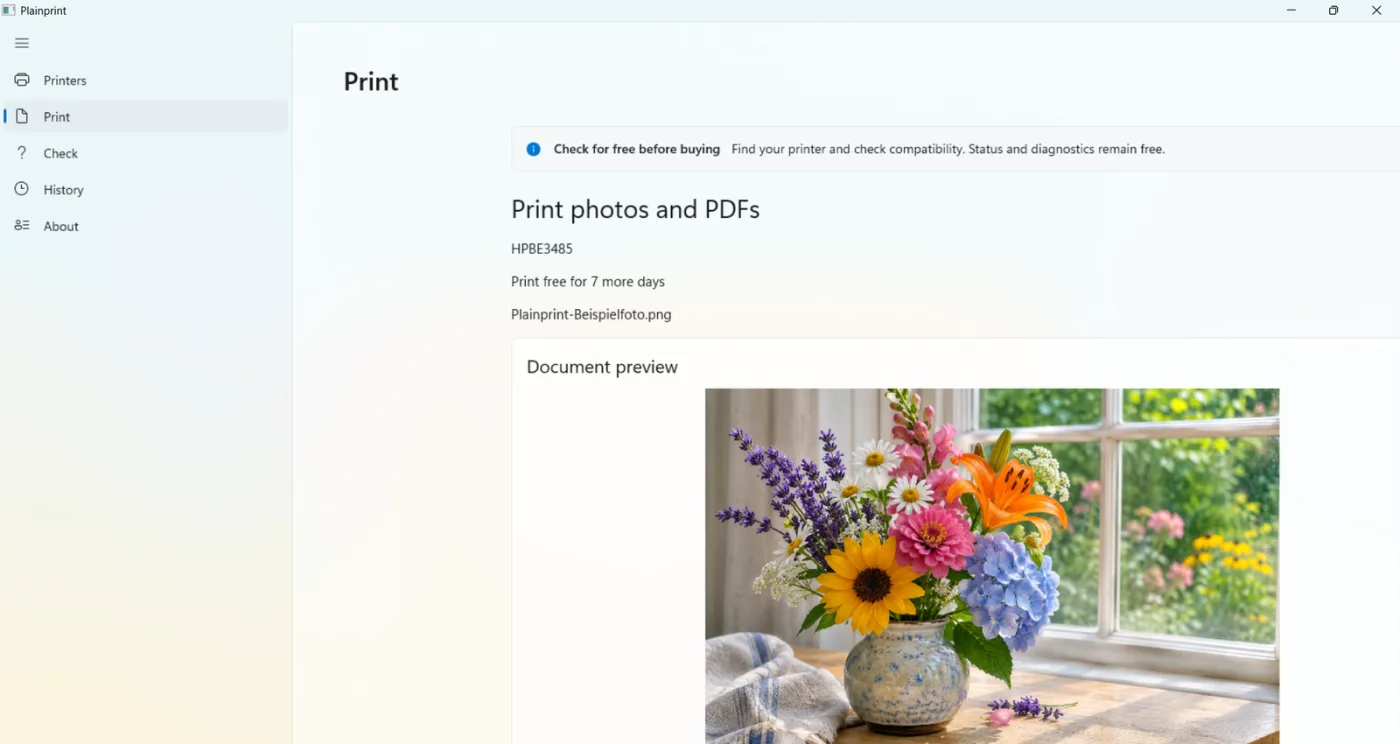 Plainprint
Printers
Print
Check
History
About
Print
Check for free before buying Find your printer and check compatibility. Status and diagnostics remain free.
Print photos and PDFs
HPBE3485
Print free for 7 more days
Plainprint-Beispielfoto.png
Document preview